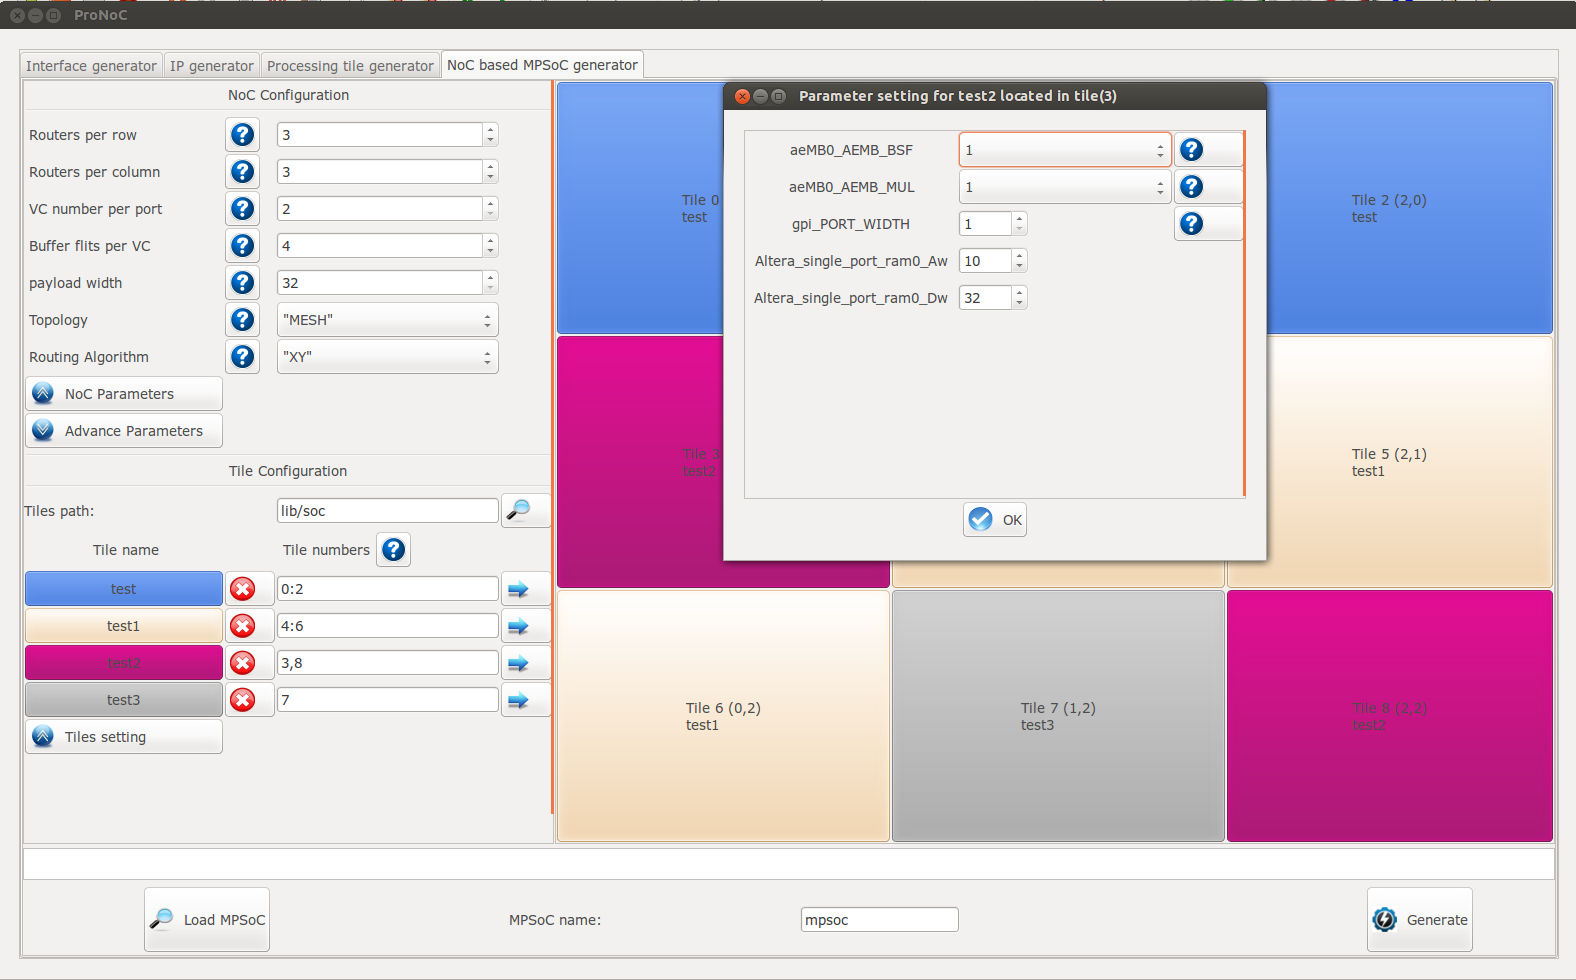 ProNoC
Interface generator
IP generator
Processing tile generator
NoC based MPSoC generator
NoC Configuration
Routers per row
3
Routers per column
3
VC number per port
2
Buffer flits per VC
4
payload width
32
Topology
"MESH"
Routing Algorithm
"XY"
NoC Parameters
Advance Parameters
Tile Configuration
Tiles path:
lib/soc
Tile name
Tile numbers
test
0:2
test1
4:6
test2
3,8
test3
7
Tiles setting
Tile 0
test
Tile 2 (2,0)
test
Tile 3
test2
Tile 5 (2,1)
test1
Tile 6 (0,2)
test1
Tile 7 (1,2)
test3
Tile 8 (2,2)
test2
Parameter setting for test2 located in tile(3)
aeMB0_AEMB_BSF
1
aeMB0_AEMB_MUL
1
gpi_PORT_WIDTH
1
Altera_single_port_ram0_Aw
10
Altera_single_port_ram0_Dw
32
OK
Load MPSoC
MPSoC name:
mpsoc
Generate